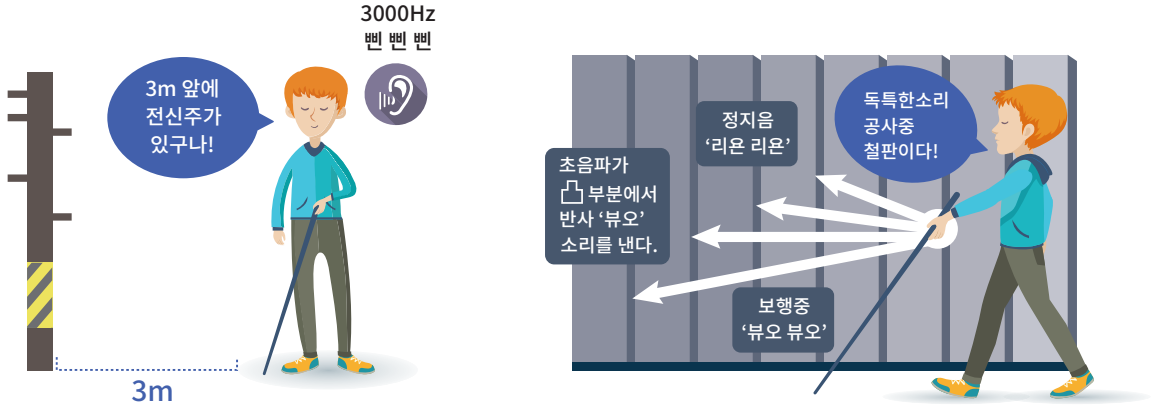 3000Hz
삔 삔 삔
3m 앞에
전신주가
있구나!
3m
초음파가
凸 부분에서
반사 ‘뷰오’
소리를 낸다.
정지음
‘리욘 리욘’
독특한소리
공사중
철판이다!
보행중
‘뷰오 뷰오’